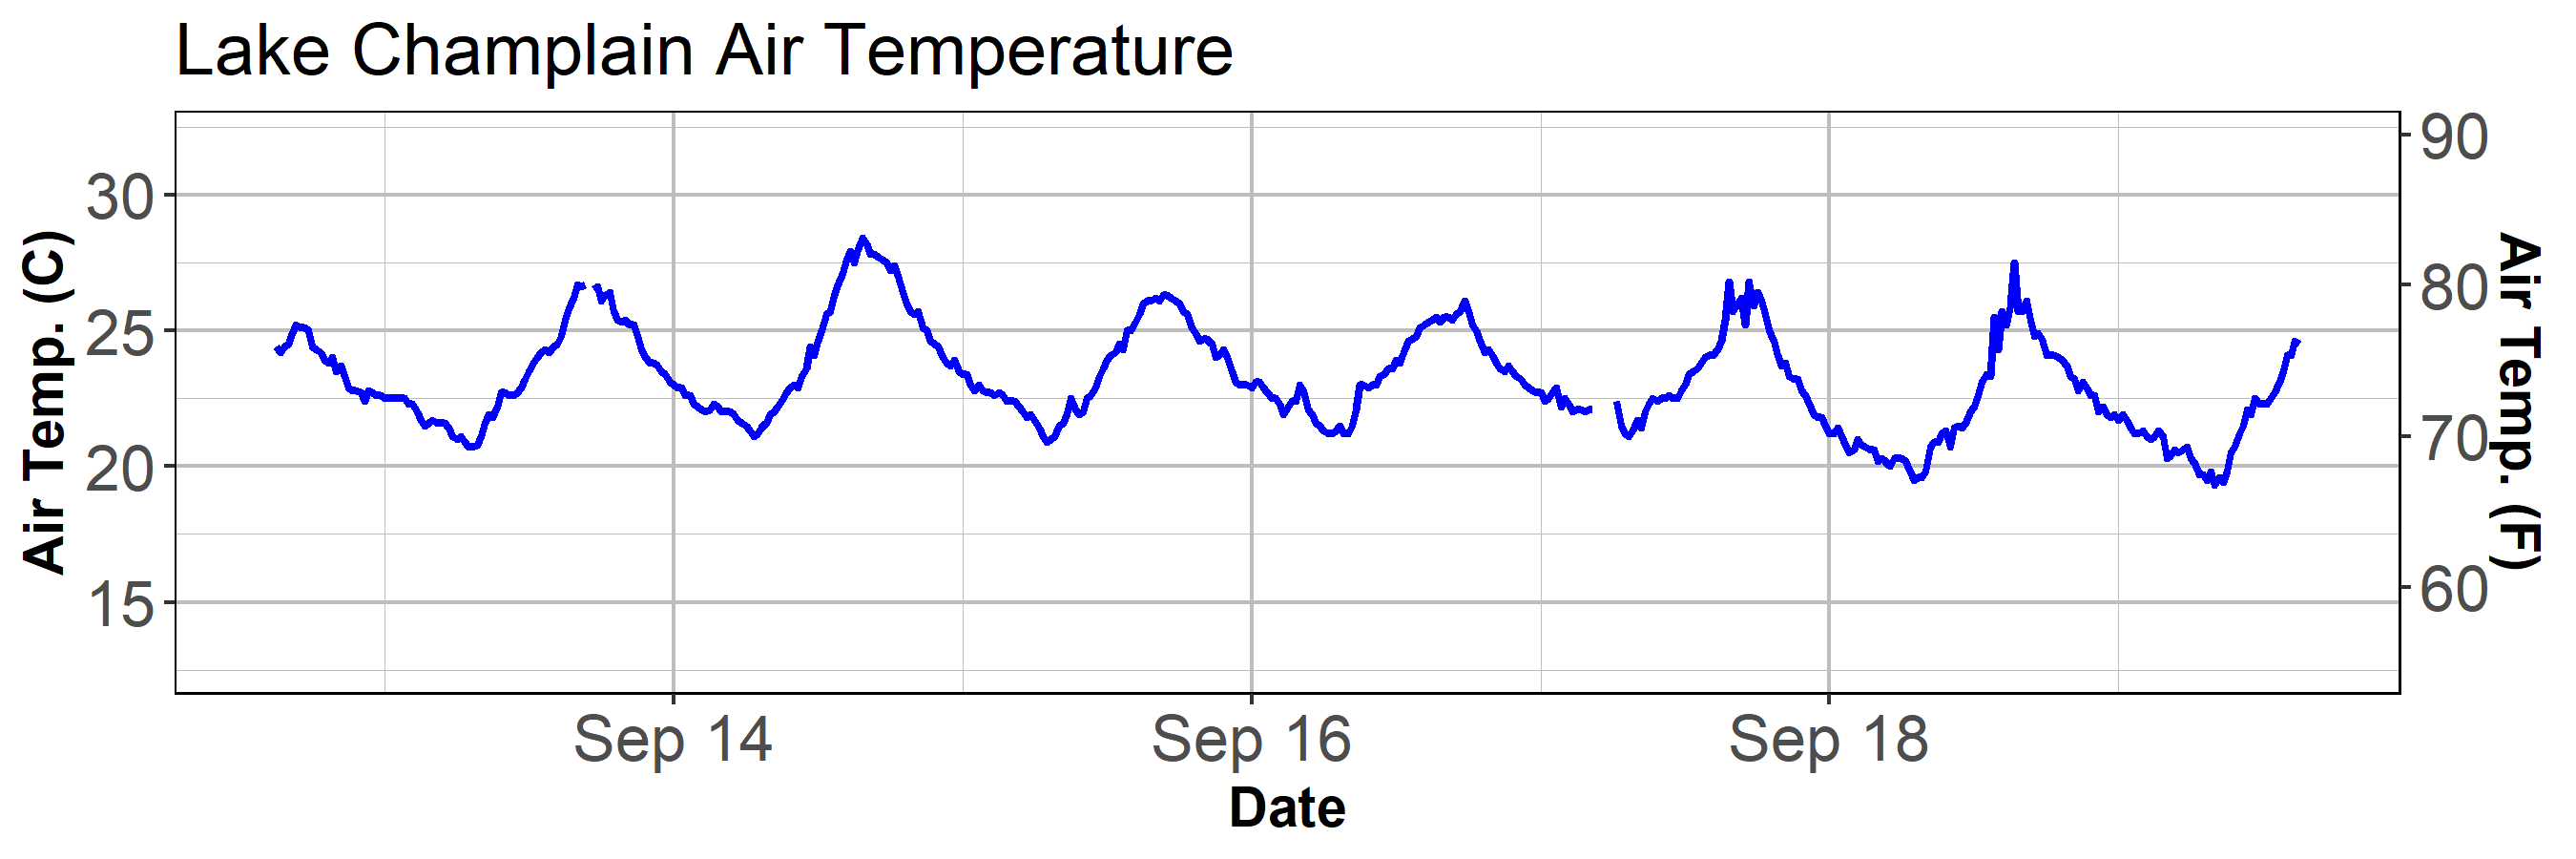 Lake Champlain Air Temperature
Air Temp. (C)
30
25
20
15
90
80
70
60
Air Temp. (F)
Sep 14
Sep 16
Sep 18
Date